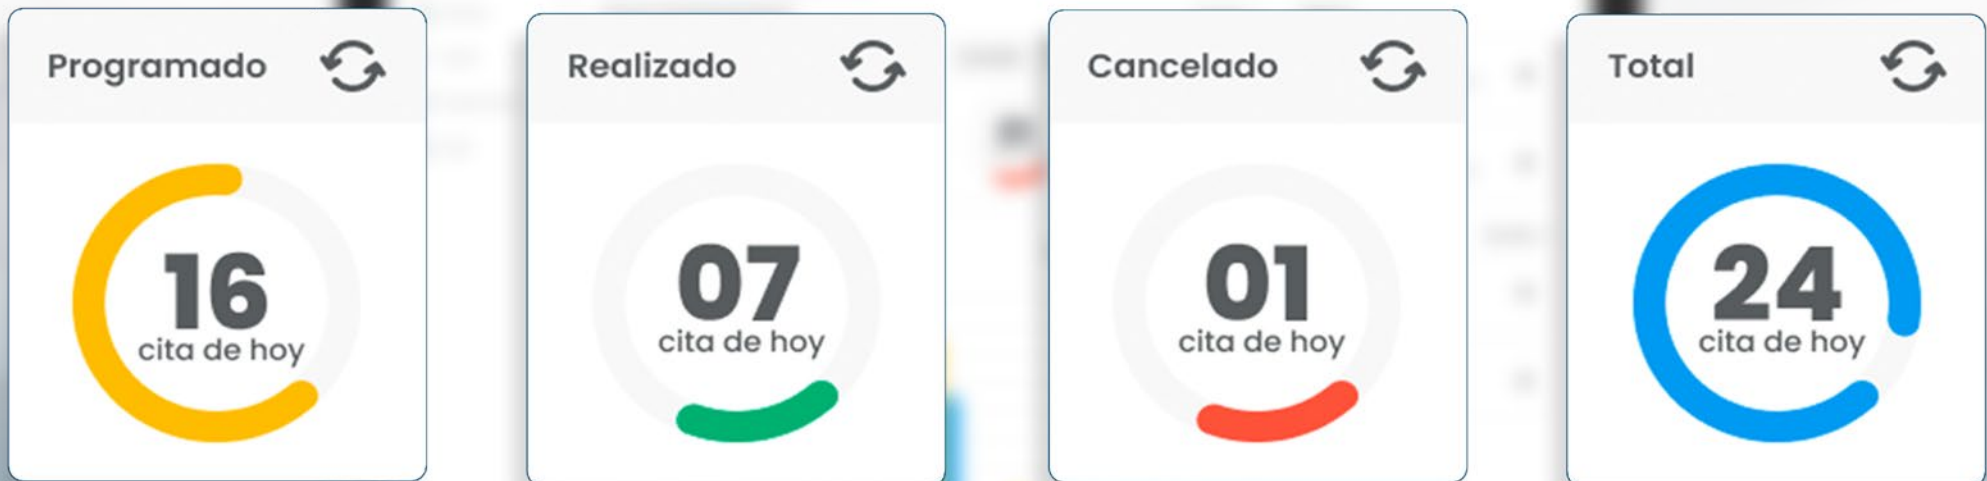 Programado
16
cita de hoy
Realizado
07
cita de hoy
Cancelado
01
cita de hoy
Total
24
cita de hoy